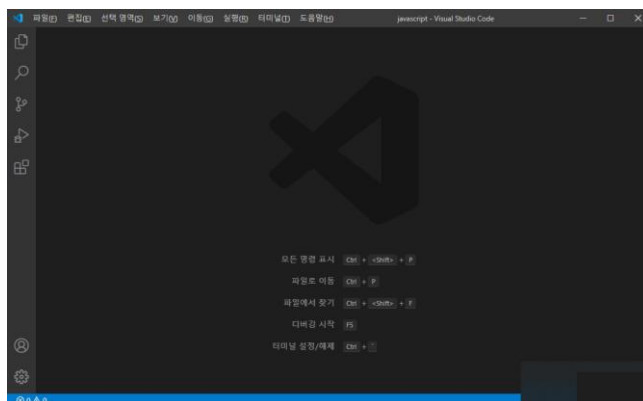 파일(F) 편집(E) 선택 영역(S) 보기(V) 이동(G) 실행(R) 터미널(T) 도움말(H) javascript - Visual Studio Code
모든 명령 표시 Ctrl + <Shift> + P
파일로 이동 Ctrl + P
파일에서 찾기 Ctrl + <Shift> + F
디버깅 시작 F5
터미널 설정/해제 Ctrl + `
0 0